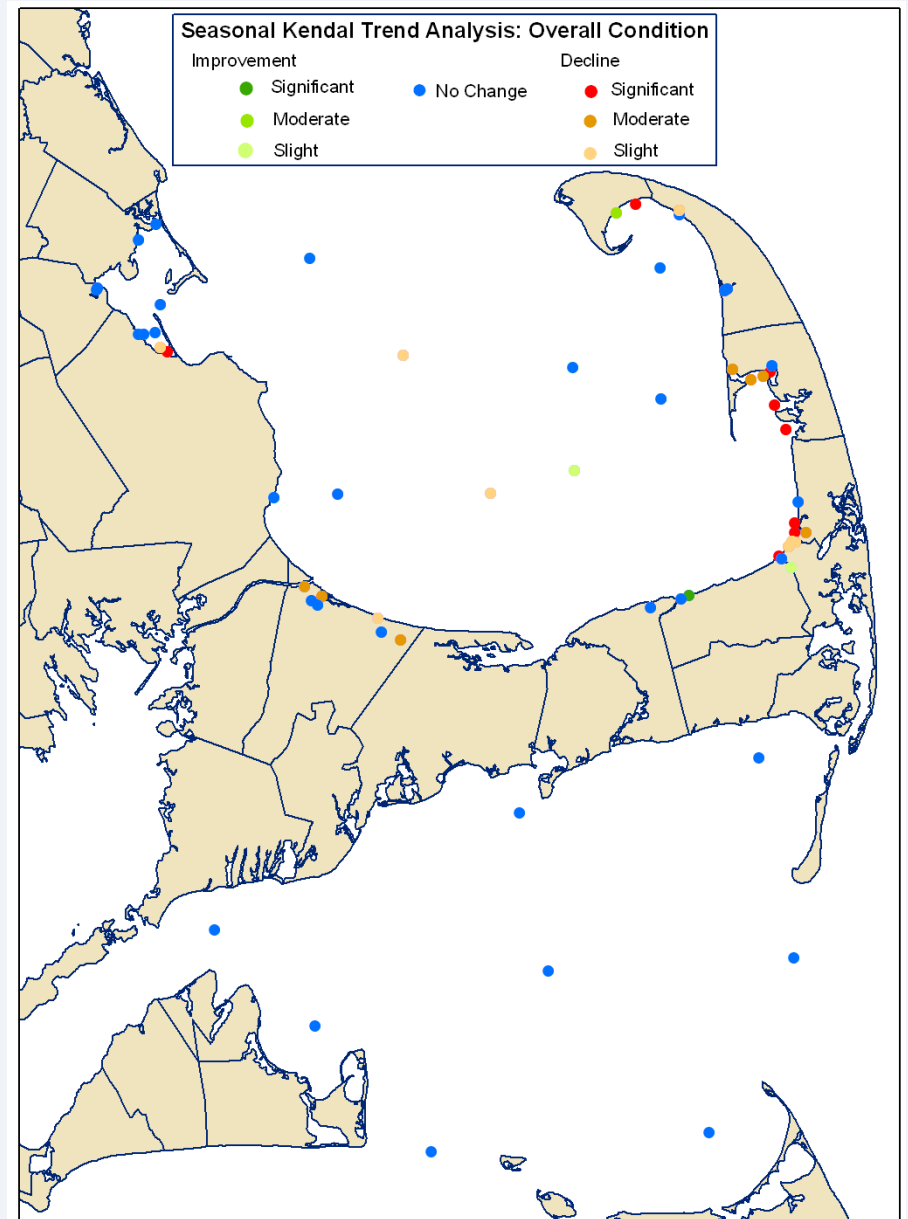 Seasonal Kendal Trend Analysis: Overall Condition
Improvement
Decline
Significant
No Change
Significant
Moderate
Moderate
Slight
Slight